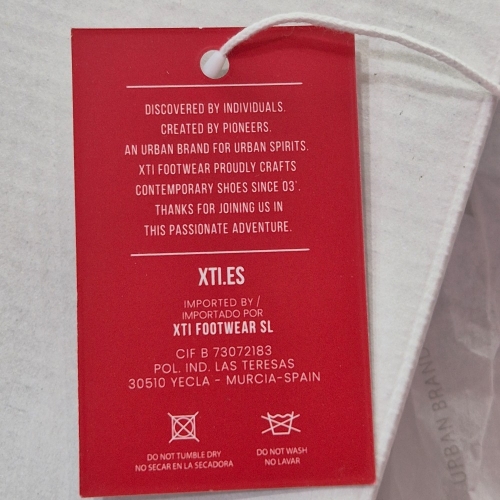 DISCOVERED BY INDIVIDUALS.
CREATED BY PIONEERS.
AN URBAN BRAND FOR URBAN SPIRITS.
XTI FOOTWEAR PROUDLY CRAFTS
CONTEMPORARY SHOES SINCE 03'.
THANKS FOR JOINING US IN
THIS PASSIONATE ADVENTURE.
XTI.ES
IMPORTED BY /
IMPORTADO POR
XTI FOOTWEAR SL
CIF B 73072183
POL. IND. LAS TERESAS
30510 YECLA - MURCIA-SPAIN
DO NOT TUMBLE DRY
NO SECAR EN LA SECADORA
DO NOT WASH
NO LAVAR
URBAN BRAND